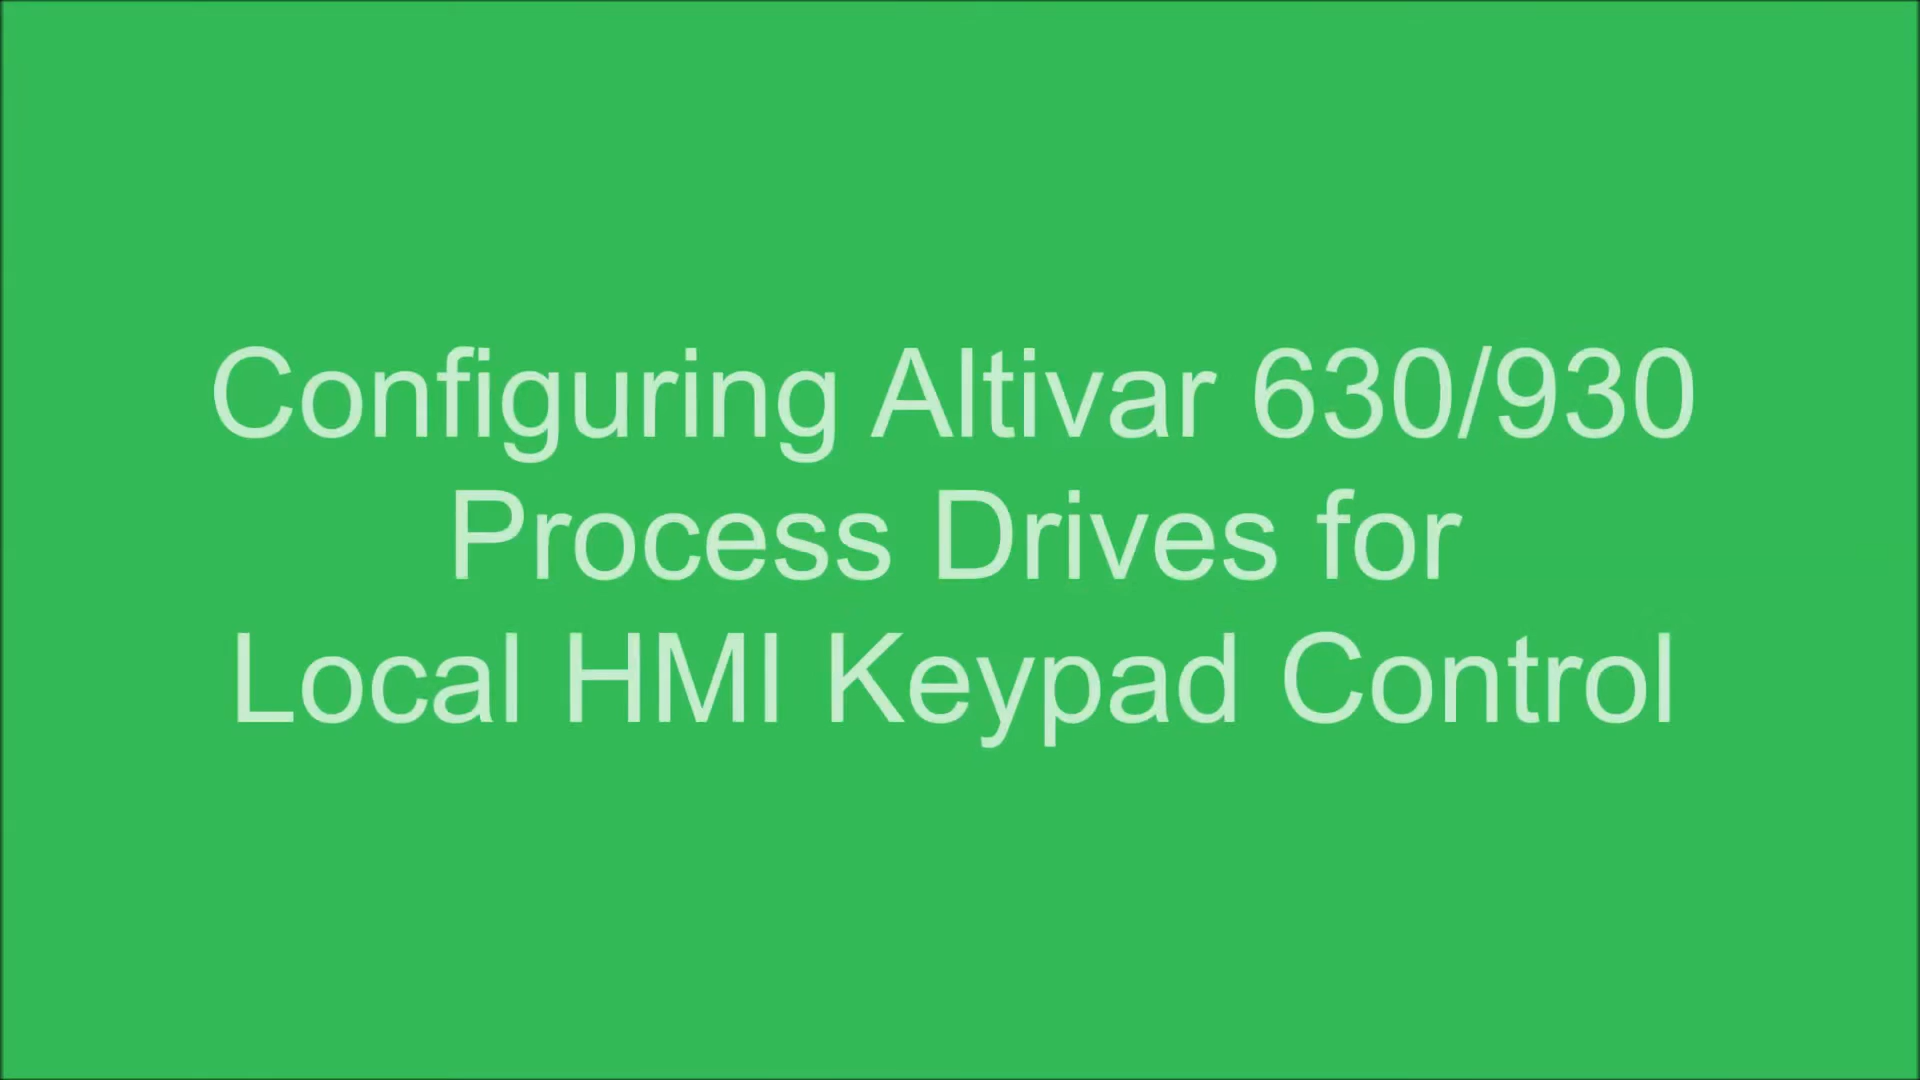 Configuring Altivar 630/930
Process Drives for
Local HMI Keypad Control